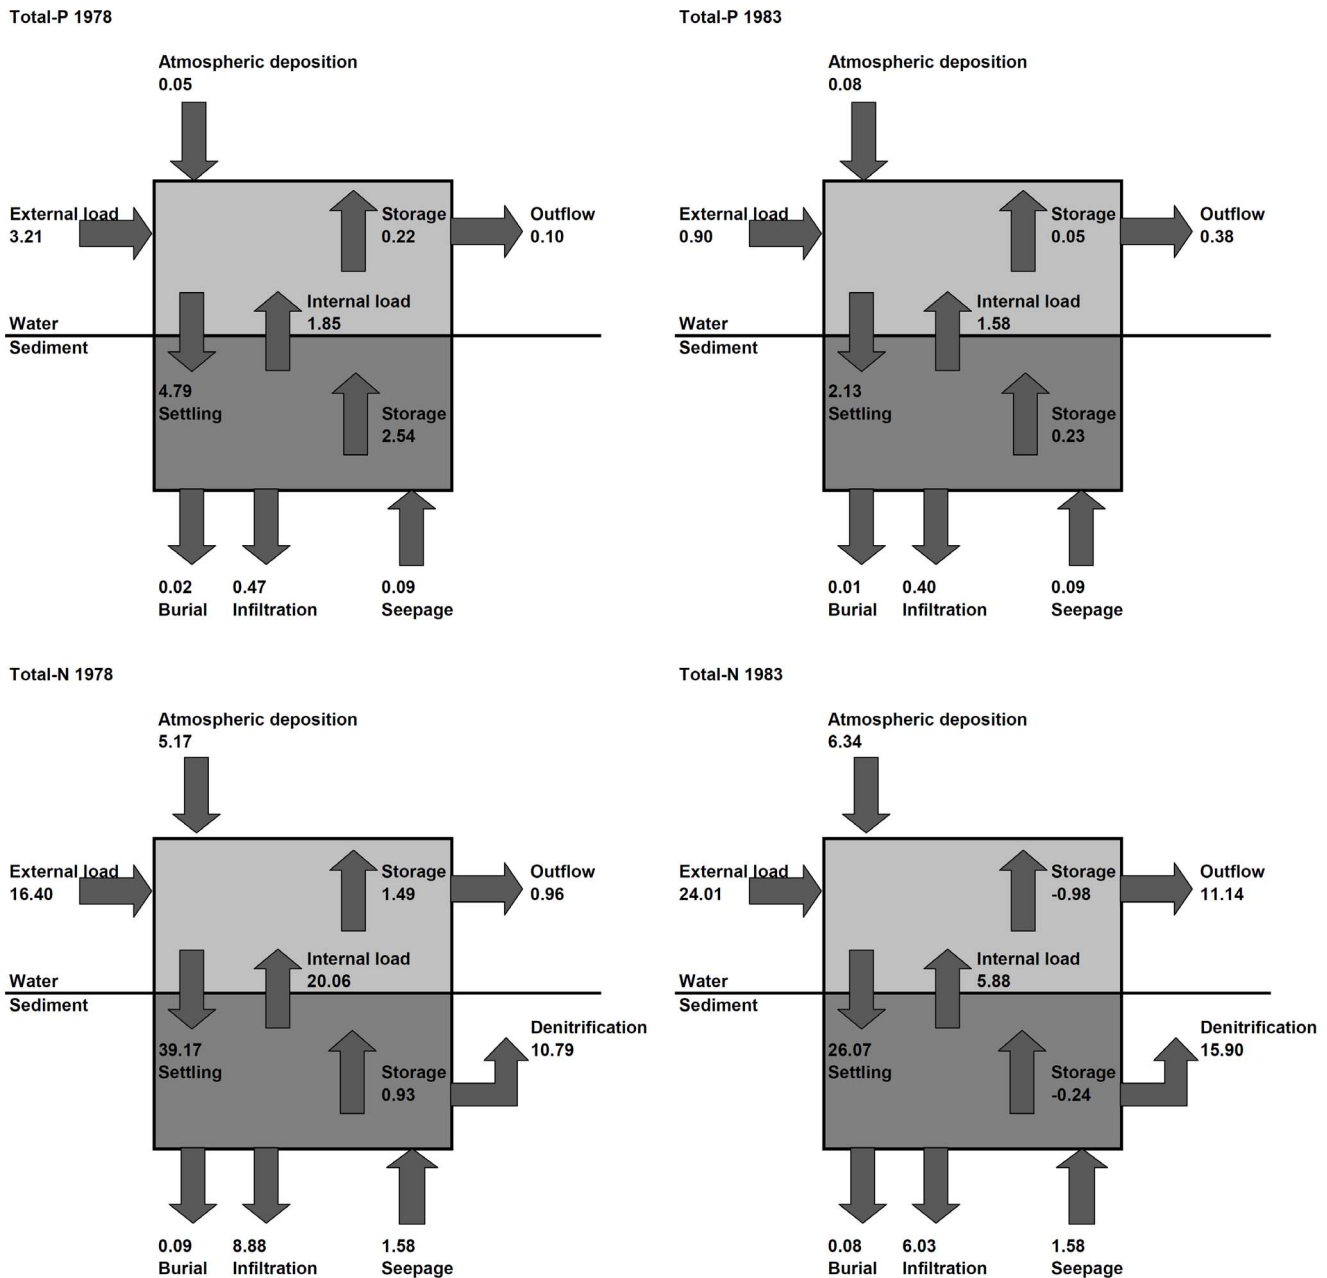 Total-P 1978
Atmospheric deposition
0.05
External load
3.21
Storage
0.22
Outflow
0.10
Internal load
1.85
Water
Sediment
4.79
Settling
Storage
2.54
0.02
Burial
0.47
Infiltration
0.09
Seepage
Total-P 1983
Atmospheric deposition
0.08
External load
0.90
Storage
0.05
Outflow
0.38
Internal load
1.58
Water
Sediment
2.13
Settling
Storage
0.23
0.01
Burial
0.40
Infiltration
0.09
Seepage
Total-N 1978
Atmospheric deposition
5.17
External load
16.40
Storage
1.49
Outflow
0.96
Internal load
20.06
Water
Sediment
Denitrification
10.79
39.17
Settling
Storage
0.93
0.09
Burial
8.88
Infiltration
1.58
Seepage
Total-N 1983
Atmospheric deposition
6.34
External load
24.01
Storage
-0.98
Outflow
11.14
Internal load
5.88
Water
Sediment
Denitrification
15.90
26.07
Settling
Storage
-0.24
0.08
Burial
6.03
Infiltration
1.58
Seepage